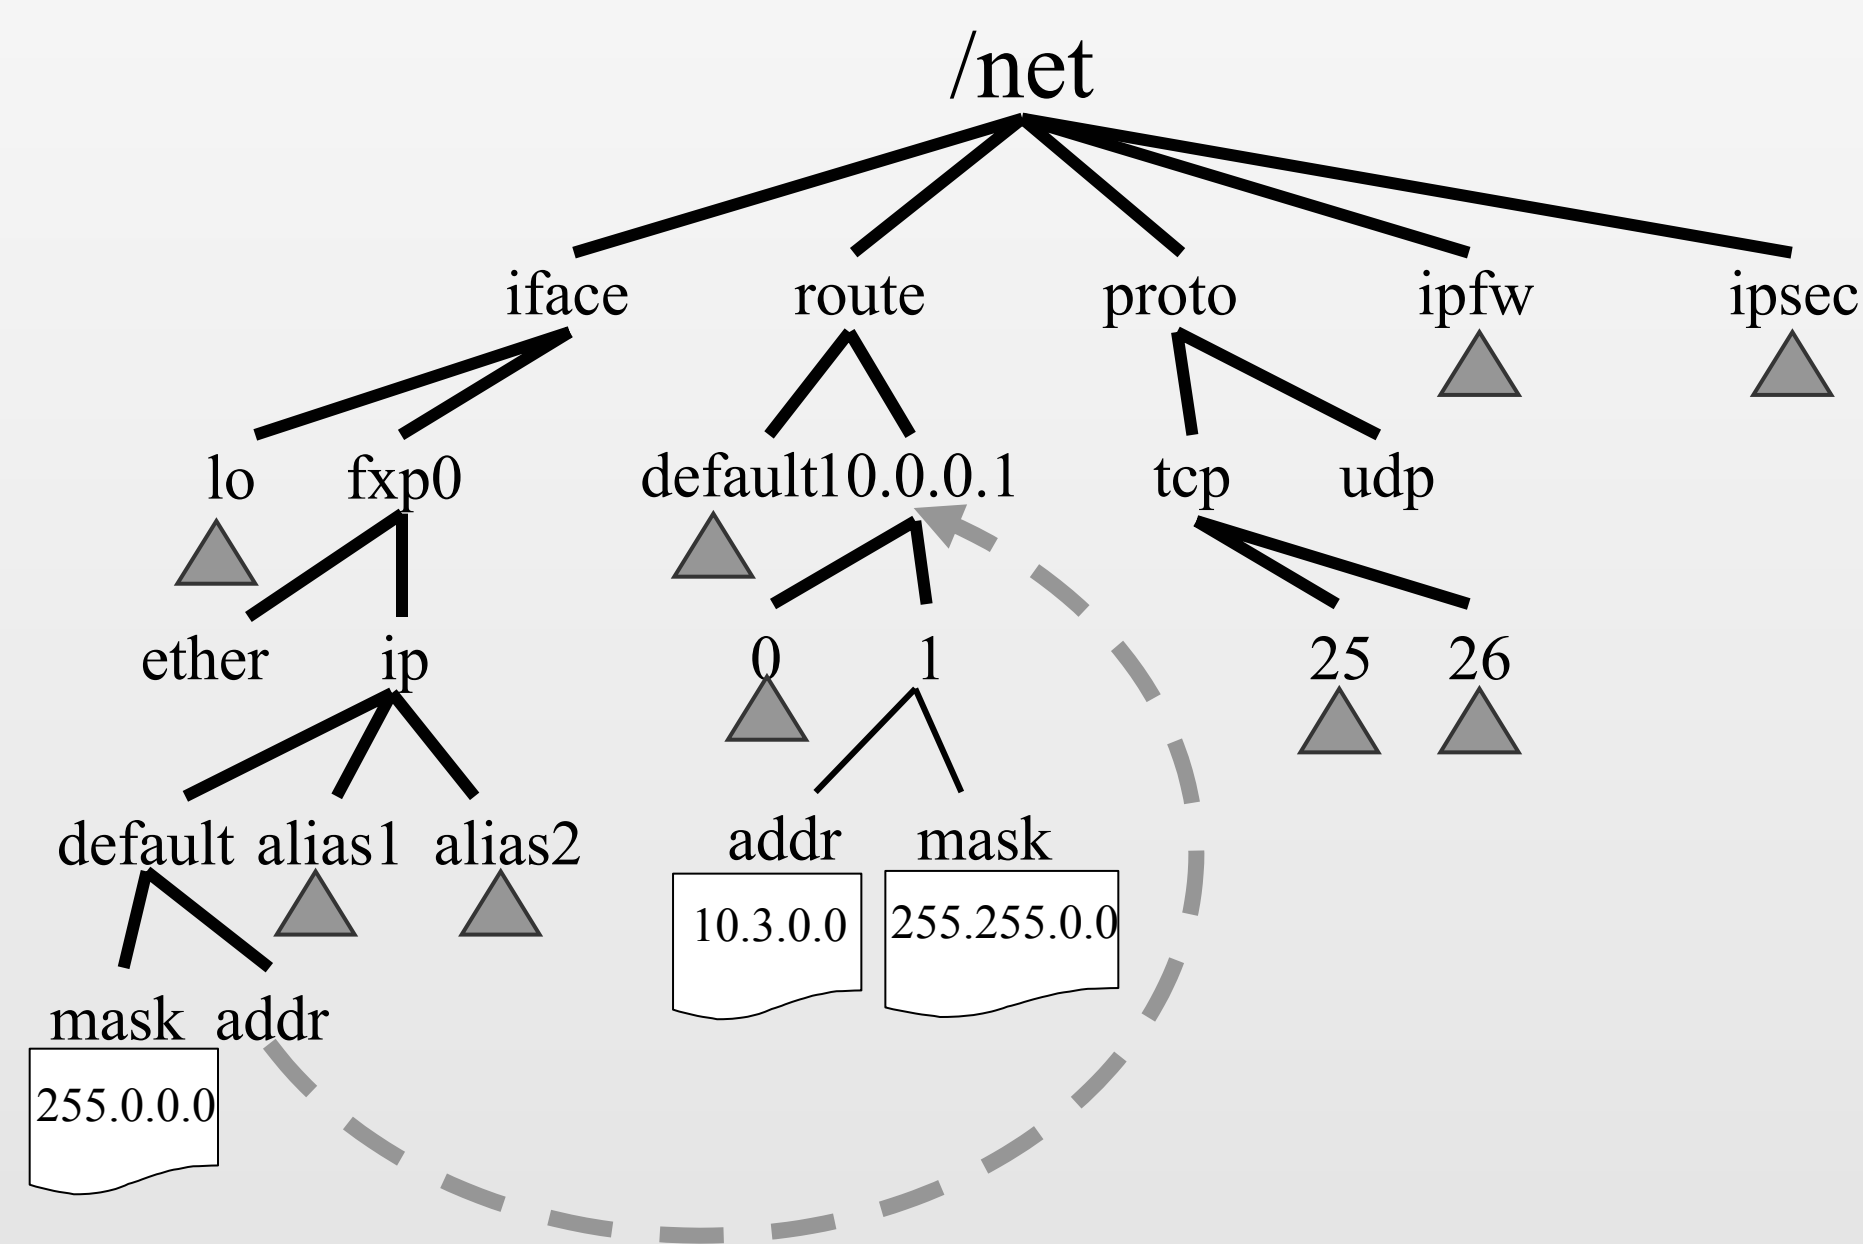 /net
iface route proto ipfw ipsec
lo fxp0 default 10.0.0.1 tcp udp
ether ip 0 1 25 26
default alias1 alias2 addr mask
10.3.0.0 255.255.0.0
mask addr
255.0.0.0